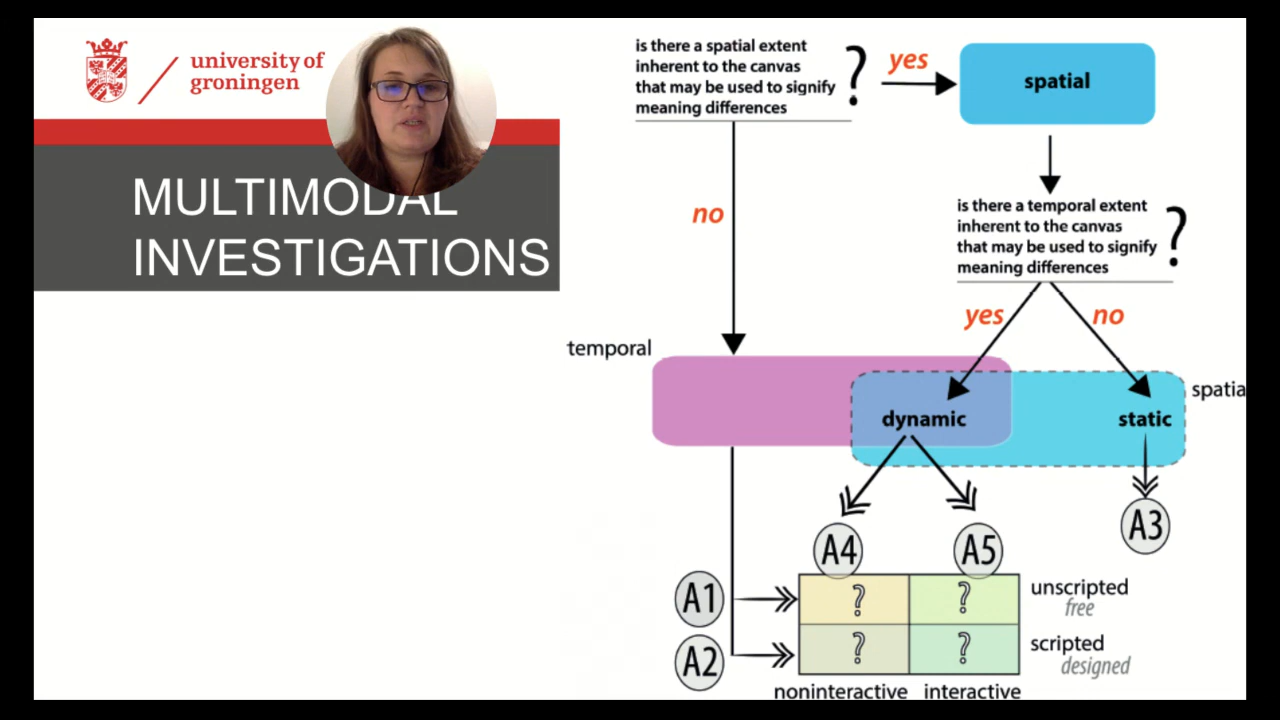 university of
groningen
MULTIMODAL
INVESTIGATIONS
is there a spatial extent
inherent to the canvas
that may be used to signify
meaning differences
?
yes
spatial
no
is there a temporal extent
inherent to the canvas
that may be used to signify
meaning differences
?
yes
no
temporal
spatia
dynamic
static
A3
A4
A5
A1
? ?
unscripted
free
A2
? ?
scripted
designed
noninteractive interactive